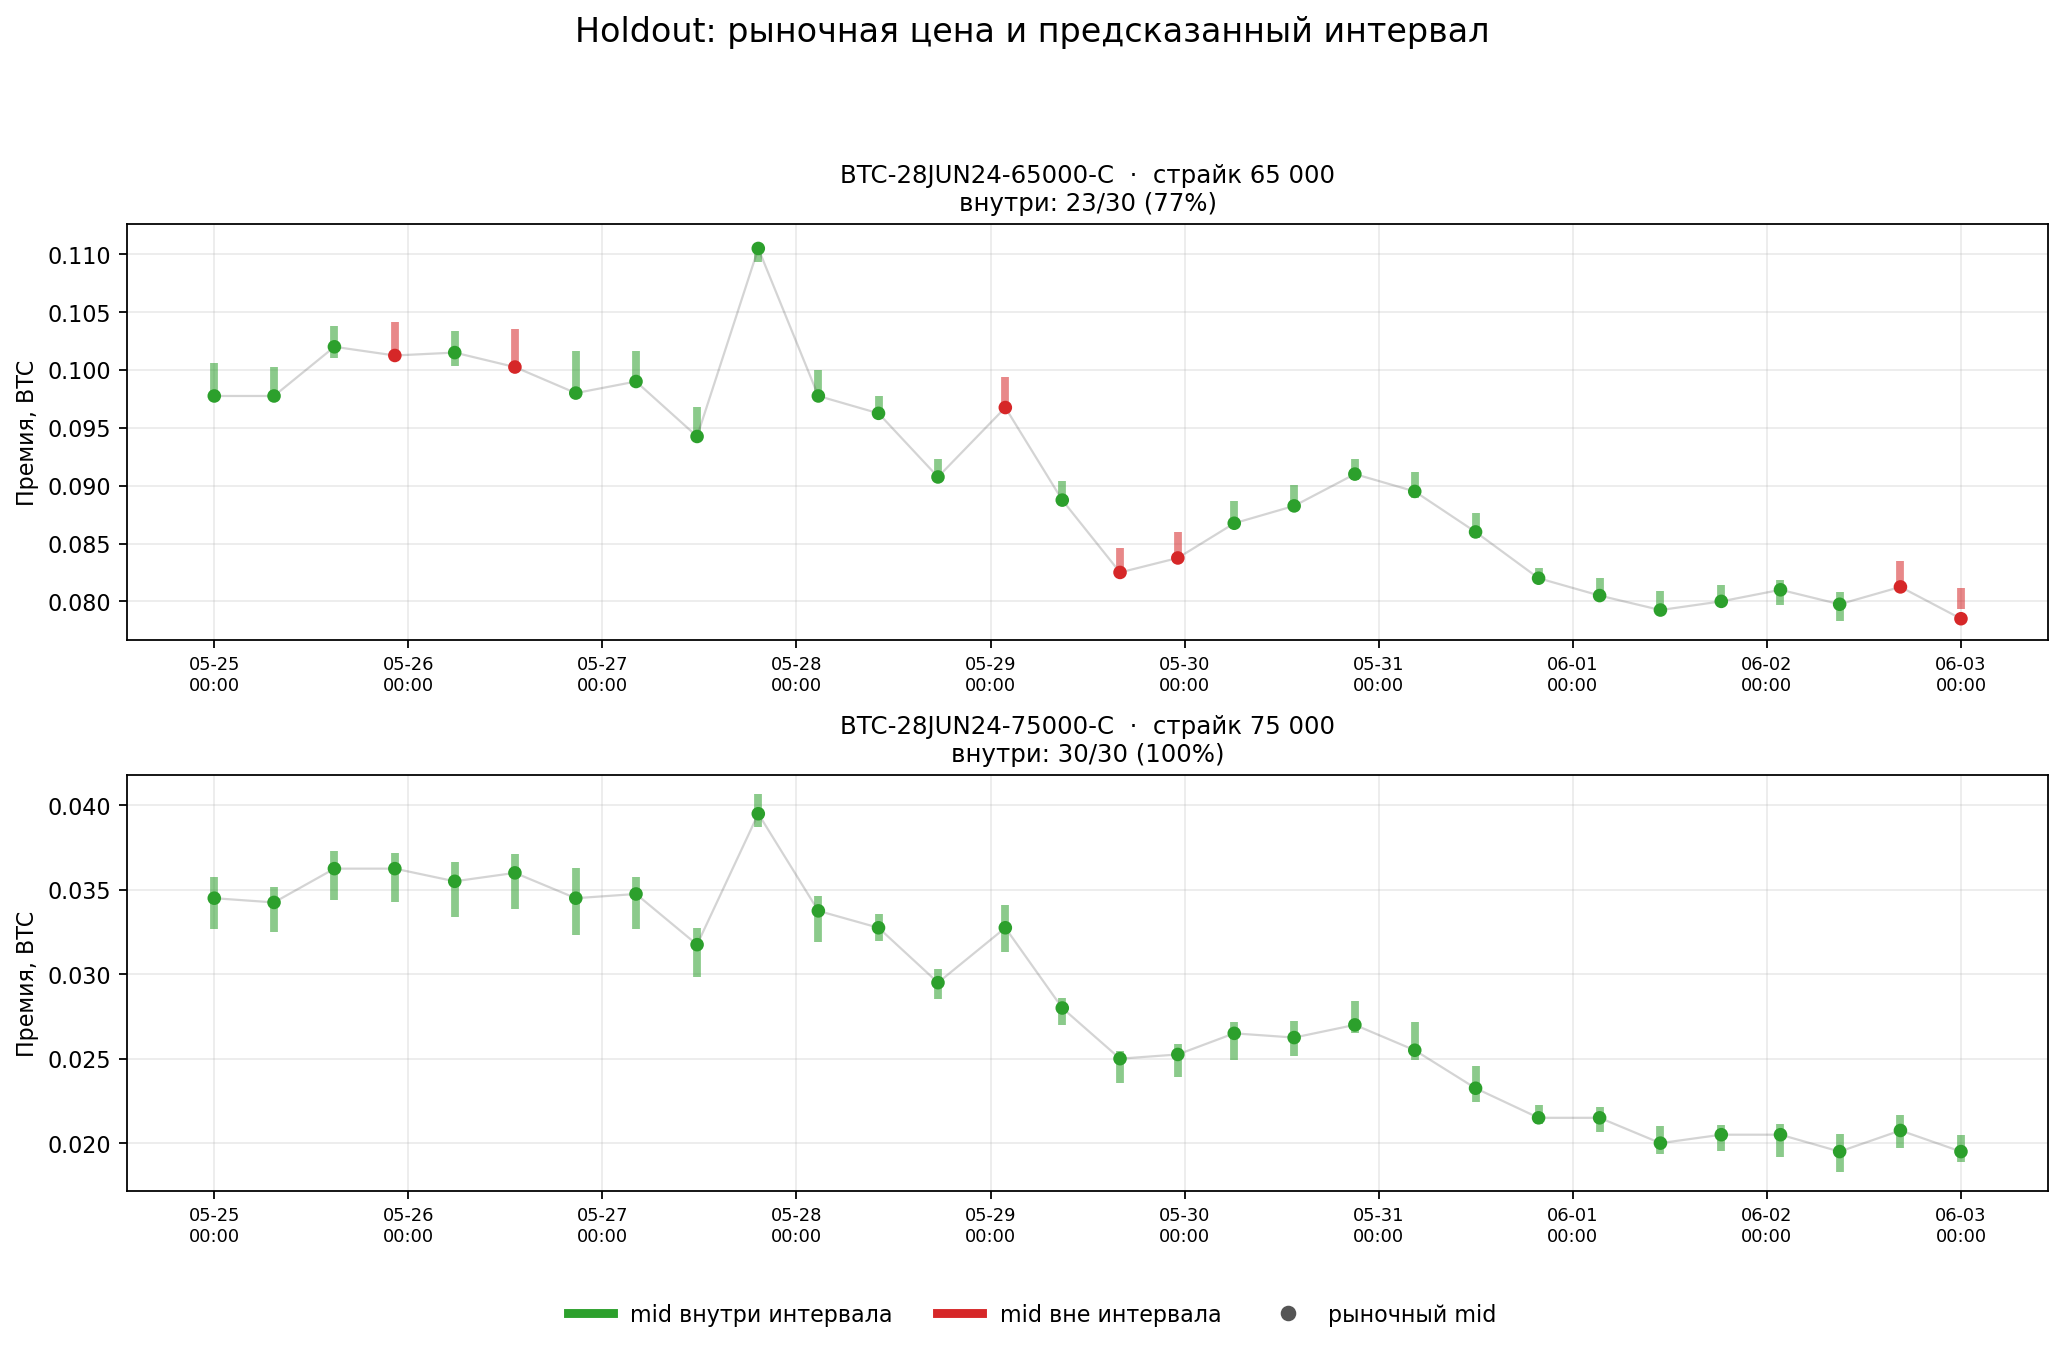 Holdout: рыночная цена и предсказанный интервал
BTC-28JUN24-65000-C · страйк 65 000
внутри: 23/30 (77%)
Премия, BTC
0.110
0.105
0.100
0.095
0.090
0.085
0.080
05-25 05-26 05-27 05-28 05-29 05-30 05-31 06-01 06-02 06-03
00:00 00:00 00:00 00:00 00:00 00:00 00:00 00:00 00:00 00:00
BTC-28JUN24-75000-C · страйк 75 000
внутри: 30/30 (100%)
Премия, BTC
0.040
0.035
0.030
0.025
0.020
05-25 05-26 05-27 05-28 05-29 05-30 05-31 06-01 06-02 06-03
00:00 00:00 00:00 00:00 00:00 00:00 00:00 00:00 00:00 00:00
mid внутри интервала mid вне интервала рыночный mid